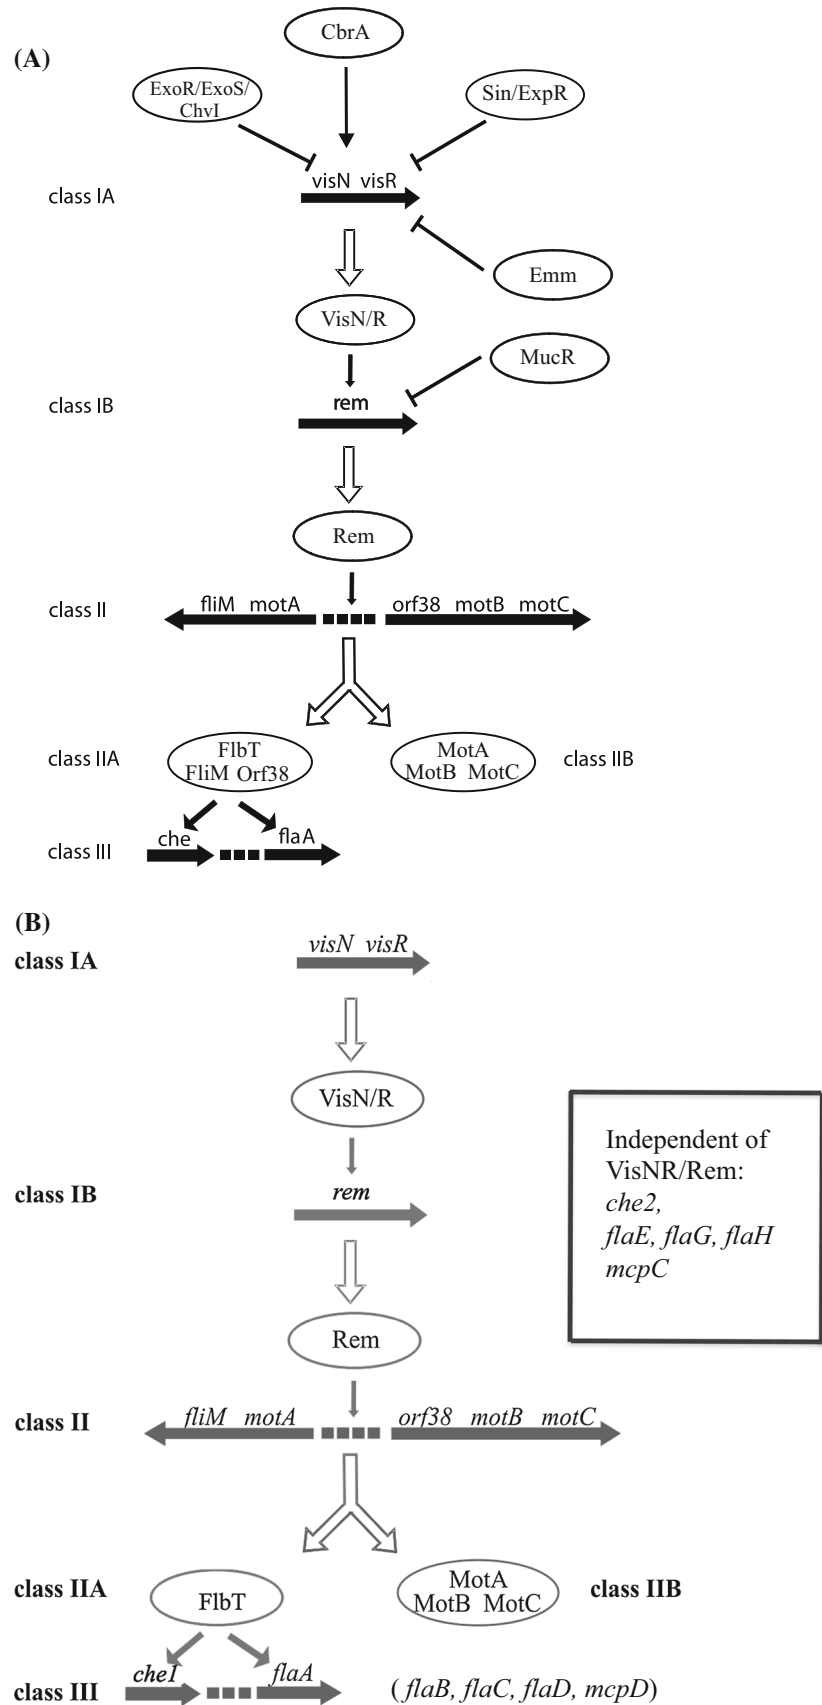 (A)
CbrA
ExoR/ExoS/
ChvI
Sin/ExpR
visN visR
class IA
Emm
VisN/R
MucR
class IB
rem
Rem
class II
fliM motA
orf38 motB motC
class IIA
FlbT
FliM Orf38
MotA
MotB MotC
class IIB
che
flaA
class III
(B)
visN visR
class IA
VisN/R
Independent of
VisNR/Rem:
che2,
flaE, flaG, flaH
mcpC
class IB
rem
Rem
class II
fliM motA
orf38 motB motC
class IIA
FlbT
MotA
MotB MotC
class IIB
che1
flaA
class III
(flaB, flaC, flaD, mcpD)